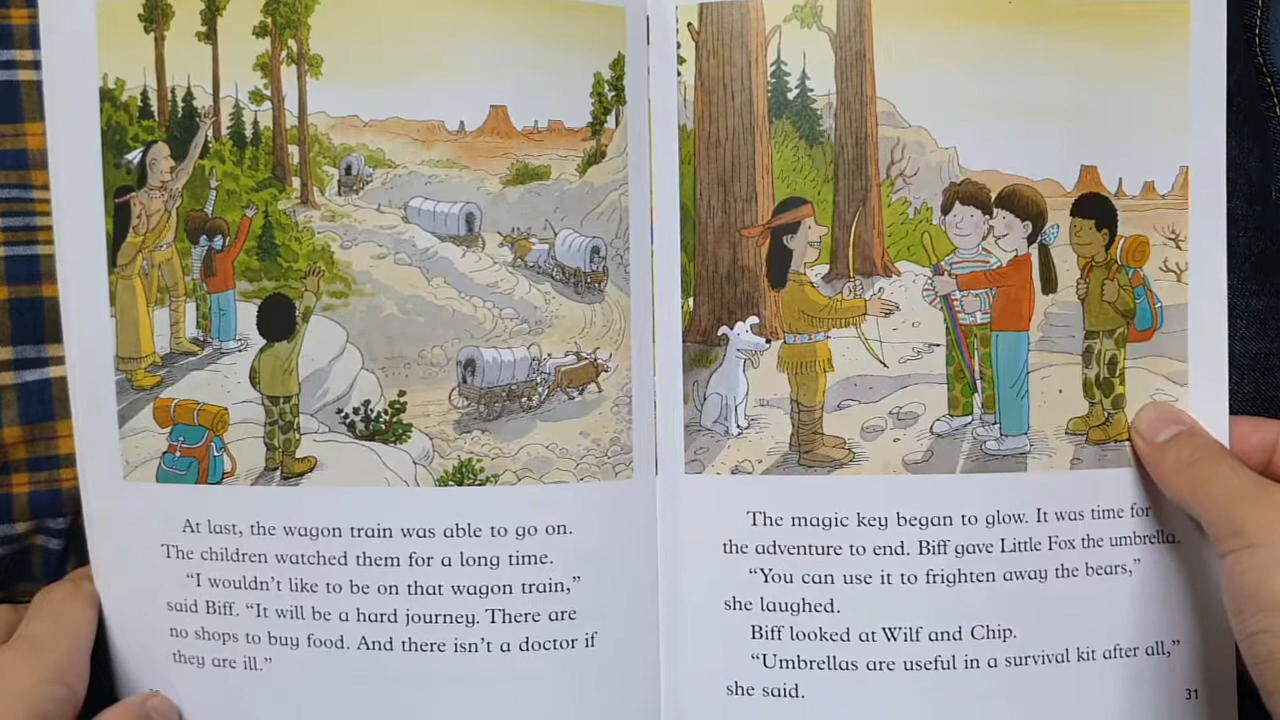 At last, the wagon train was able to go on.
The children watched them for a long time.
"I wouldn't like to be on that wagon train,"
said Biff. "It will be a hard journey. There are
no shops to buy food. And there isn't a doctor if
they are ill."
The magic key began to glow. It was time for
the adventure to end. Biff gave Little Fox the umbrella.
"You can use it to frighten away the bears,"
she laughed.
Biff looked at Wilf and Chip.
"Umbrellas are useful in a survival kit after all,"
she said.
31